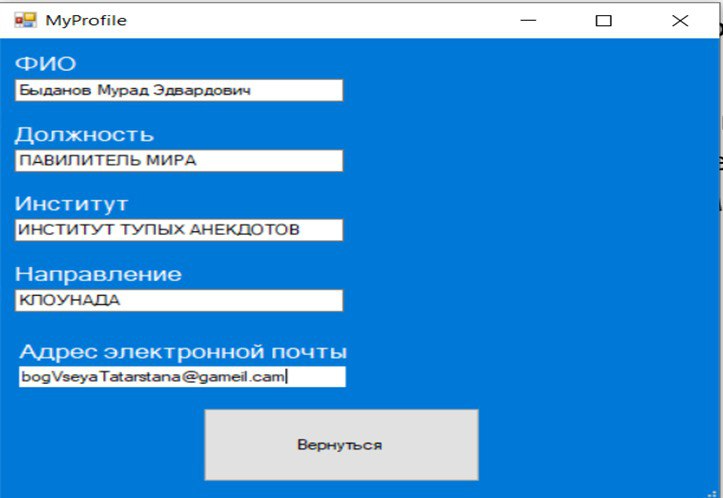 MyProfile
ФИО
Быданов Мурад Эдвардович
Должность
ПАВИЛИТЕЛЬ МИРА
Институт
ИНСТИТУТ ТУПЫХ АНЕКДОТОВ
Направление
КЛОУНАДА
Адрес электронной почты
bogVseyaTatarstana@gameil.cam
Вернуться